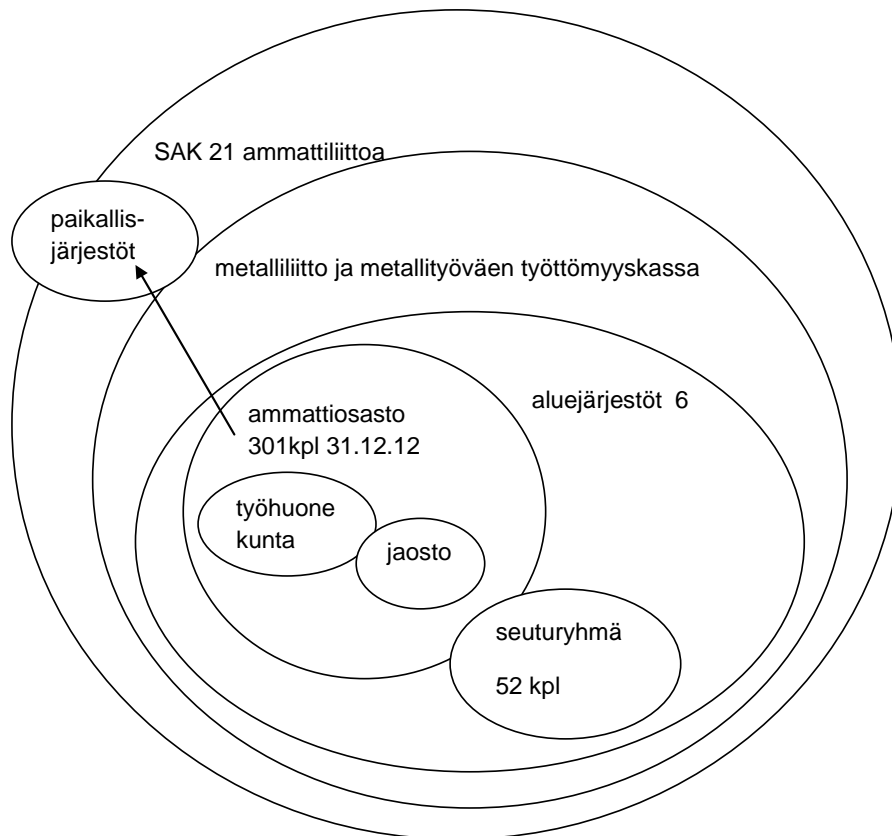 SAK 21 ammattiliittoa
paikallis-
järjestöt
metalliliitto ja metallityöväen työttömyyskassa
aluejärjestöt 6
ammattiosasto
301kpl 31.12.12
työhuone
kunta
jaosto
seuturyhmä
52 kpl